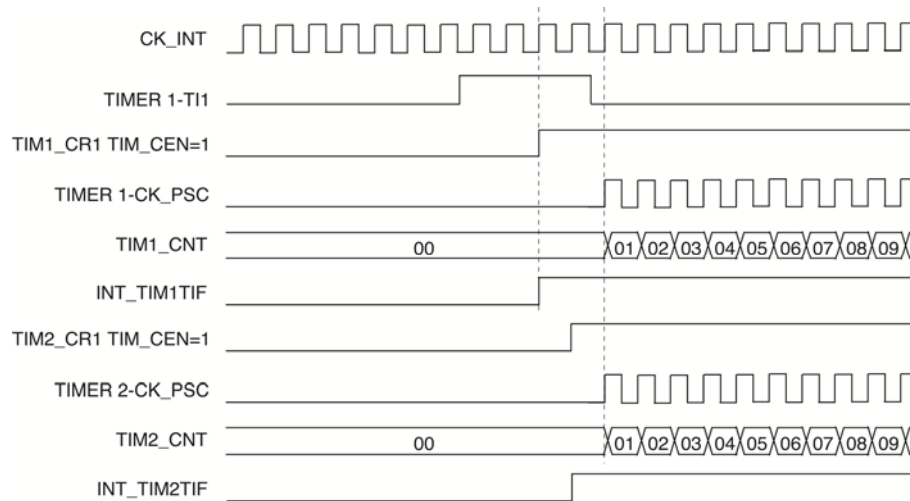 CK_INT
TIMER 1-TI1
TIM1_CR1 TIM_CEN=1
TIMER 1-CK_PSC
TIM1_CNT 00 01 02 03 04 05 06 07 08 09
INT_TIM1TIF
TIM2_CR1 TIM_CEN=1
TIMER 2-CK_PSC
TIM2_CNT 00 01 02 03 04 05 06 07 08 09
INT_TIM2TIF